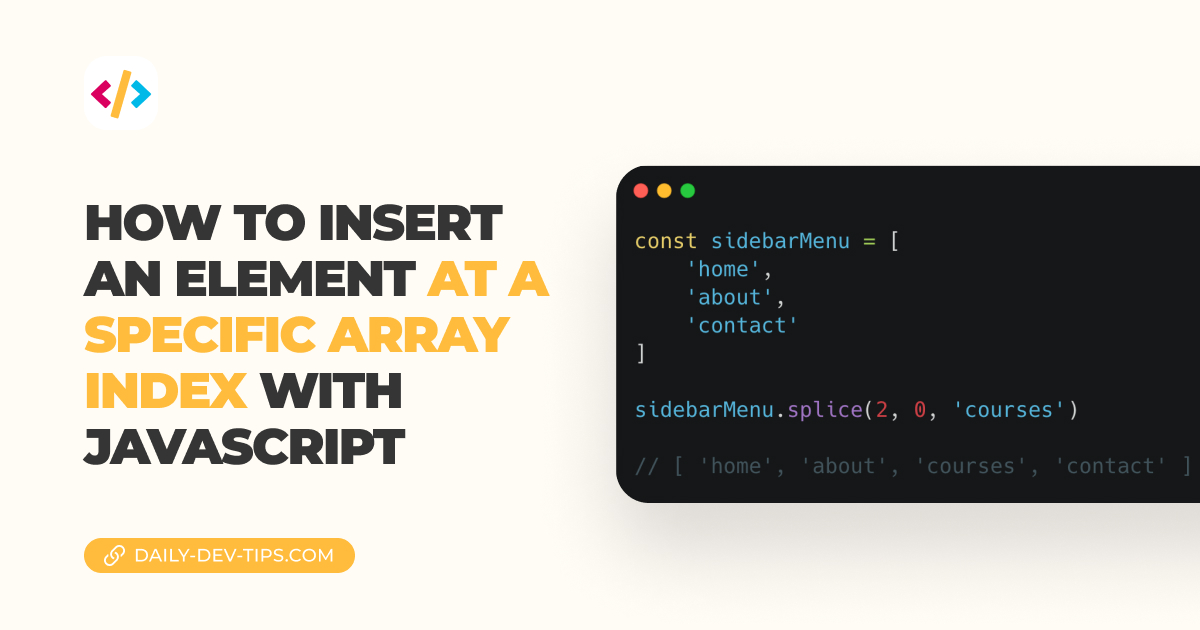 HOW TO INSERT
AN ELEMENT AT A
SPECIFIC ARRAY
INDEX WITH
JAVASCRIPT
DAILY-DEV-TIPS.COM
const sidebarMenu = [
    'home',
    'about',
    'contact'
]
sidebarMenu.splice(2, 0, 'courses')
// [ 'home', 'about', 'courses', 'contact' ]